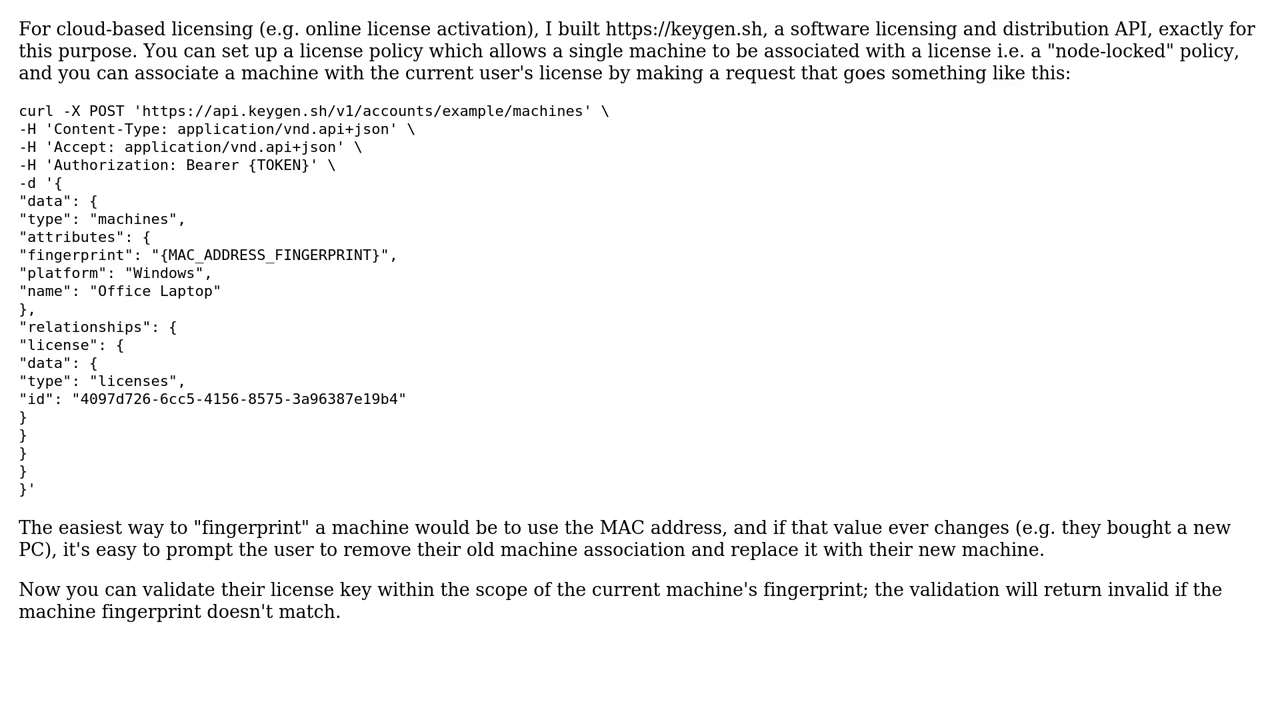 For cloud-based licensing (e.g. online license activation), I built https://keygen.sh, a software licensing and distribution API, exactly for
this purpose. You can set up a license policy which allows a single machine to be associated with a license i.e. a "node-locked" policy,
and you can associate a machine with the current user's license by making a request that goes something like this:
curl -X POST 'https://api.keygen.sh/v1/accounts/example/machines' \
-H 'Content-Type: application/vnd.api+json' \
-H 'Accept: application/vnd.api+json' \
-H 'Authorization: Bearer {TOKEN}' \
-d '{
"data": {
"type": "machines",
"attributes": {
"fingerprint": "{MAC_ADDRESS_FINGERPRINT}",
"platform": "Windows",
"name": "Office Laptop"
},
"relationships": {
"license": {
"data": {
"type": "licenses",
"id": "4097d726-6cc5-4156-8575-3a96387e19b4"
}
}
}
}
}'
The easiest way to "fingerprint" a machine would be to use the MAC address, and if that value ever changes (e.g. they bought a new
PC), it's easy to prompt the user to remove their old machine association and replace it with their new machine.
Now you can validate their license key within the scope of the current machine's fingerprint; the validation will return invalid if the
machine fingerprint doesn't match.